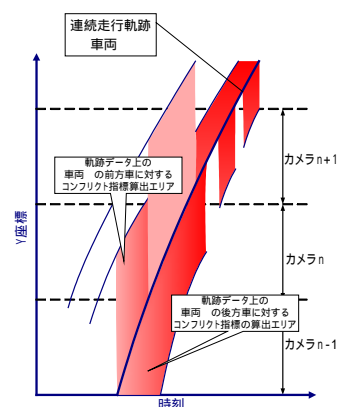 連続走行軌跡
車両
軌跡データ上の
車両 の前方車に対する
コンフリクト指標算出エリア
カメラn+1
カメラn
Y座標
軌跡データ上の
車両 の後方車に対する
コンフリクト指標の算出エリア
カメラn-1
時刻